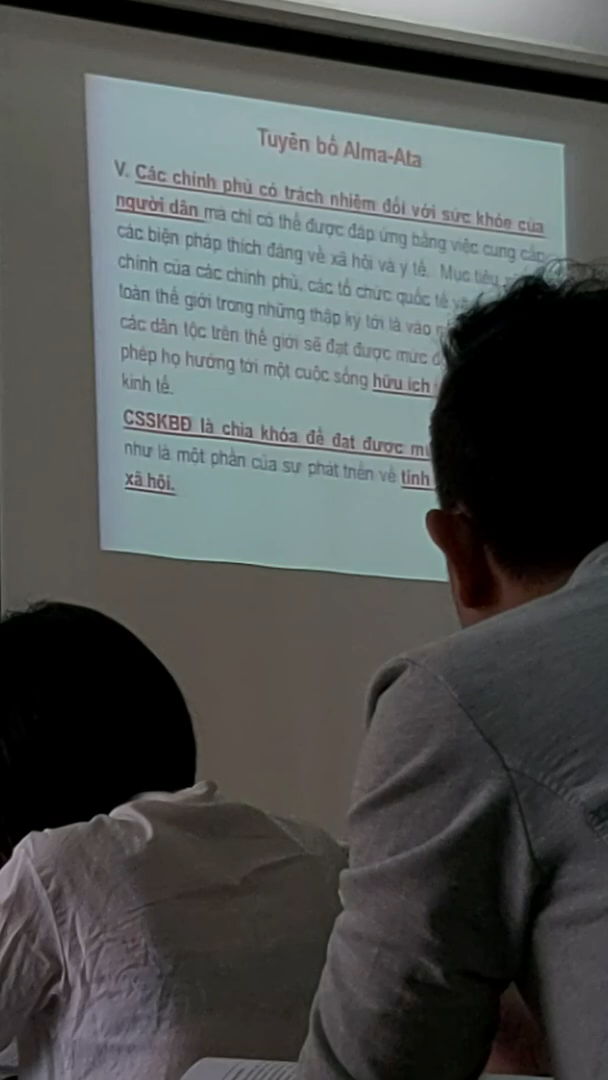 Tuyên bố Alma-Ata
V. Các chính phủ có trách nhiệm đối với sức khỏe của
người dân mà chỉ có thể được đáp ứng bằng việc cung cấp
các biện pháp thích đáng về xã hội và y tế. Mục tiêu
chính của các chính phủ, các tổ chức quốc tế
toàn thế giới trong những thập kỷ tới là vào
các dân tộc trên thế giới sẽ đạt được mức
phép họ hướng tới một cuộc sống hữu ích
kinh tế.
CSSKBĐ là chìa khóa để đạt được
như là một phần của sự phát triển về tính
xã hội.